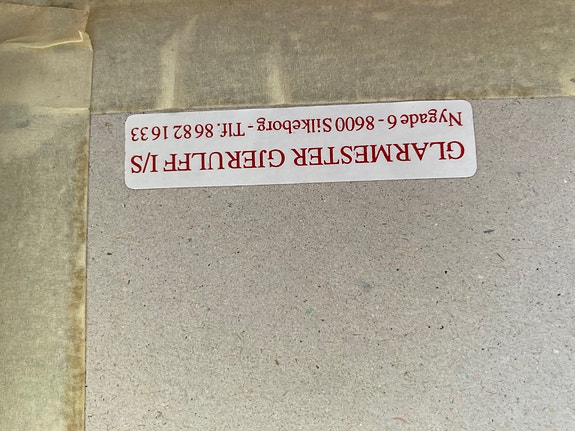 GLARMESTER GJERULFF I/S
Nygade 6 - 8600 Silkeborg - Tlf. 86 82 16 33